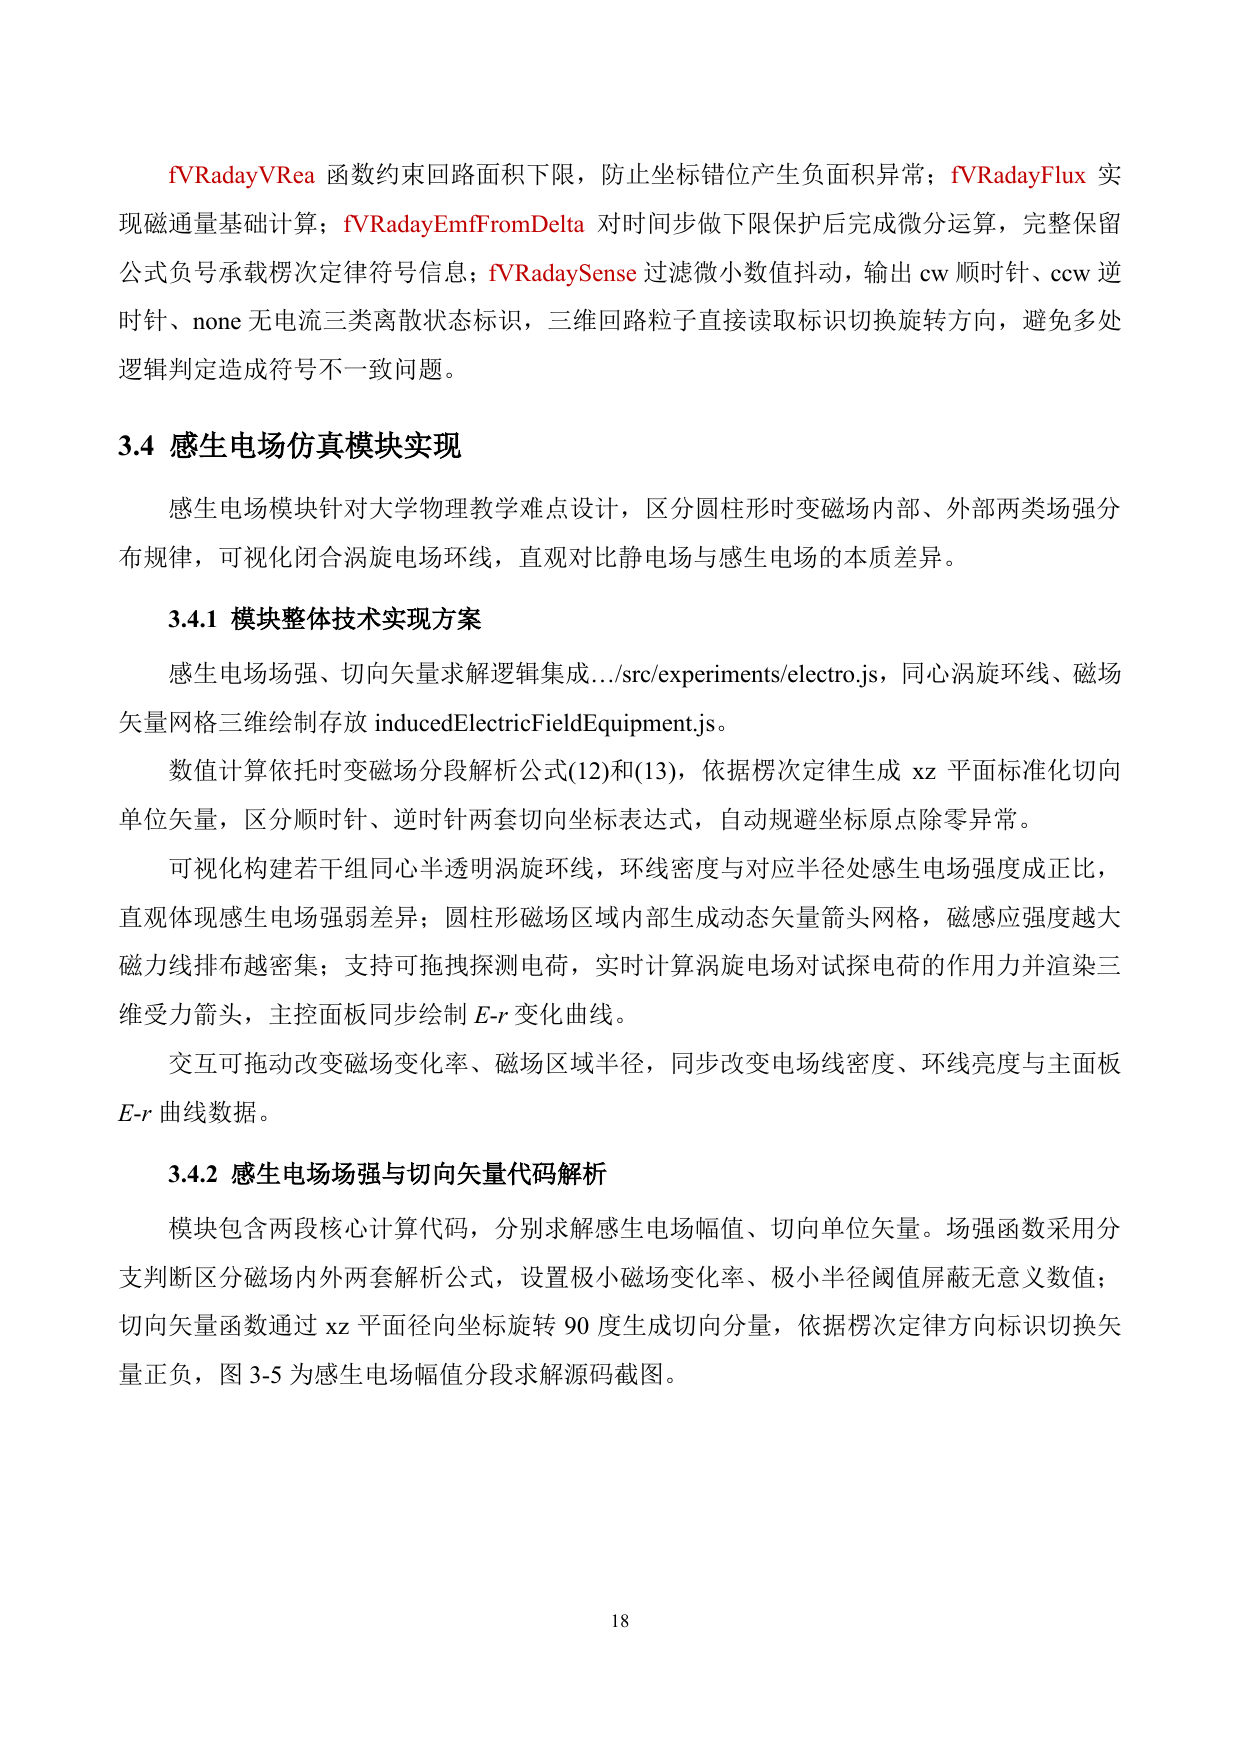 fVRadayVRea 函数约束回路面积下限，防止坐标错位产生负面积异常；fVRadayFlux 实
现磁通量基础计算；fVRadayEmfFromDelta 对时间步做下限保护后完成微分运算，完整保留
公式负号承载楞次定律符号信息；fVRadaySense 过滤微小数值抖动，输出 cw 顺时针、ccw 逆
时针、none 无电流三类离散状态标识，三维回路粒子直接读取标识切换旋转方向，避免多处
逻辑判定造成符号不一致问题。
3.4 感生电场仿真模块实现
感生电场模块针对大学物理教学难点设计，区分圆柱形时变磁场内部、外部两类场强分
布规律，可视化闭合涡旋电场环线，直观对比静电场与感生电场的本质差异。
3.4.1 模块整体技术实现方案
感生电场场强、切向矢量求解逻辑集成…/src/experiments/electro.js，同心涡旋环线、磁场
矢量网格三维绘制存放 inducedElectricFieldEquipment.js。
数值计算依托时变磁场分段解析公式(12)和(13)，依据楞次定律生成 xz 平面标准化切向
单位矢量，区分顺时针、逆时针两套切向坐标表达式，自动规避坐标原点除零异常。
可视化构建若干组同心半透明涡旋环线，环线密度与对应半径处感生电场强度成正比，
直观体现感生电场强弱差异；圆柱形磁场区域内部生成动态矢量箭头网格，磁感应强度越大
磁力线排布越密集；支持可拖拽探测电荷，实时计算涡旋电场对试探电荷的作用力并渲染三
维受力箭头，主控面板同步绘制 E-r 变化曲线。
交互可拖动改变磁场变化率、磁场区域半径，同步改变电场线密度、环线亮度与主面板
E-r 曲线数据。
3.4.2 感生电场场强与切向矢量代码解析
模块包含两段核心计算代码，分别求解感生电场幅值、切向单位矢量。场强函数采用分
支判断区分磁场内外两套解析公式，设置极小磁场变化率、极小半径阈值屏蔽无意义数值；
切向矢量函数通过 xz 平面径向坐标旋转 90 度生成切向分量，依据楞次定律方向标识切换矢
量正负，图 3-5 为感生电场幅值分段求解源码截图。
18